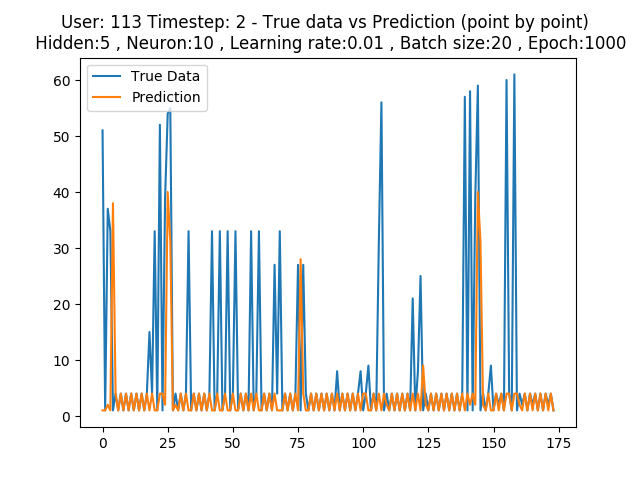 User: 113 Timestep: 2 - True data vs Prediction (point by point)
Hidden:5 , Neuron:10 , Learning rate:0.01 , Batch size:20 , Epoch:1000
True Data
Prediction
60
50
40
30
20
10
0
0 25 50 75 100 125 150 175